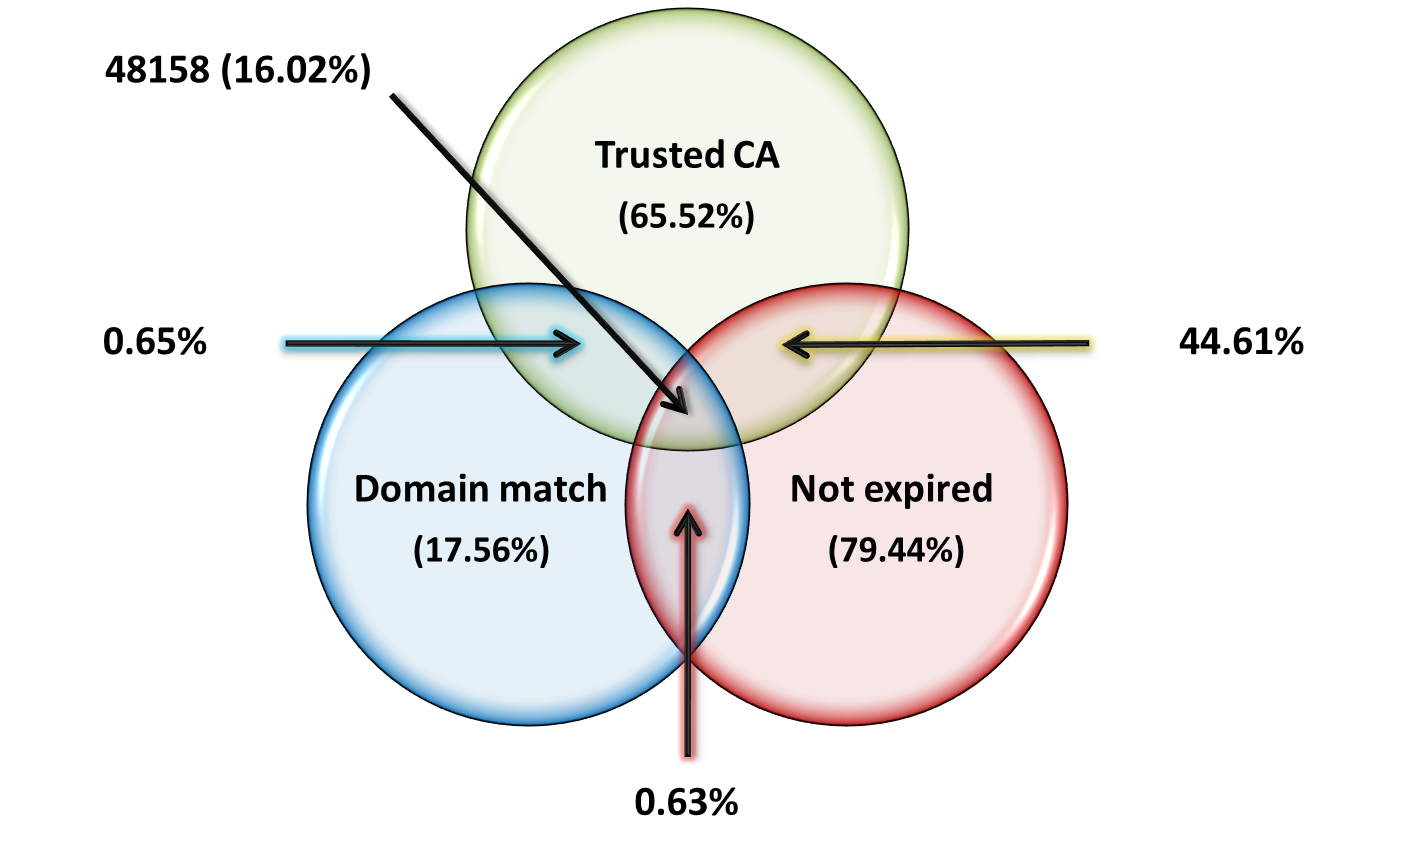 48158 (16.02%)
Trusted CA
(65.52%)
0.65%
44.61%
Domain match
(17.56%)
Not expired
(79.44%)
0.63%